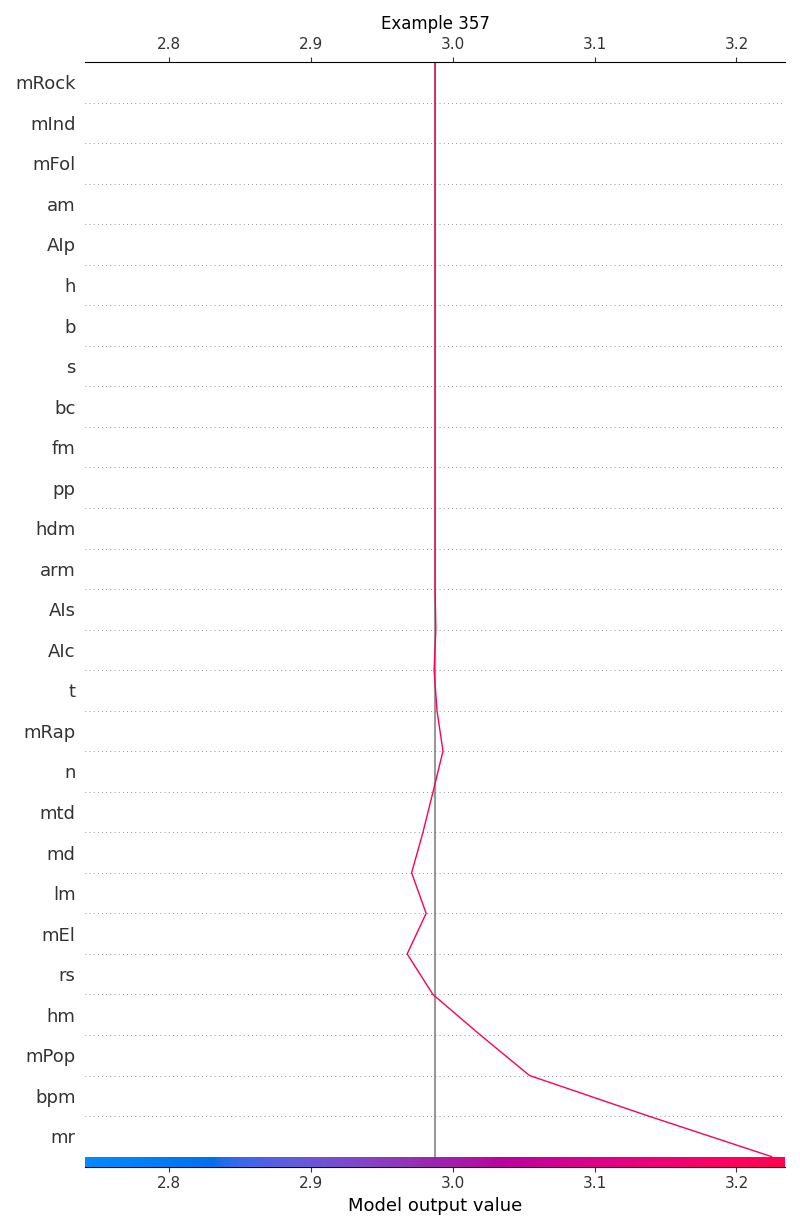 Example 357
2.8 2.9 3.0 3.1 3.2
mRock
mInd
mFol
am
AIp
h
b
s
bc
fm
pp
hdm
arm
AIs
AIc
t
mRap
n
mtd
md
lm
mEl
rs
hm
mPop
bpm
mr
2.8 2.9 3.0 3.1 3.2
Model output value